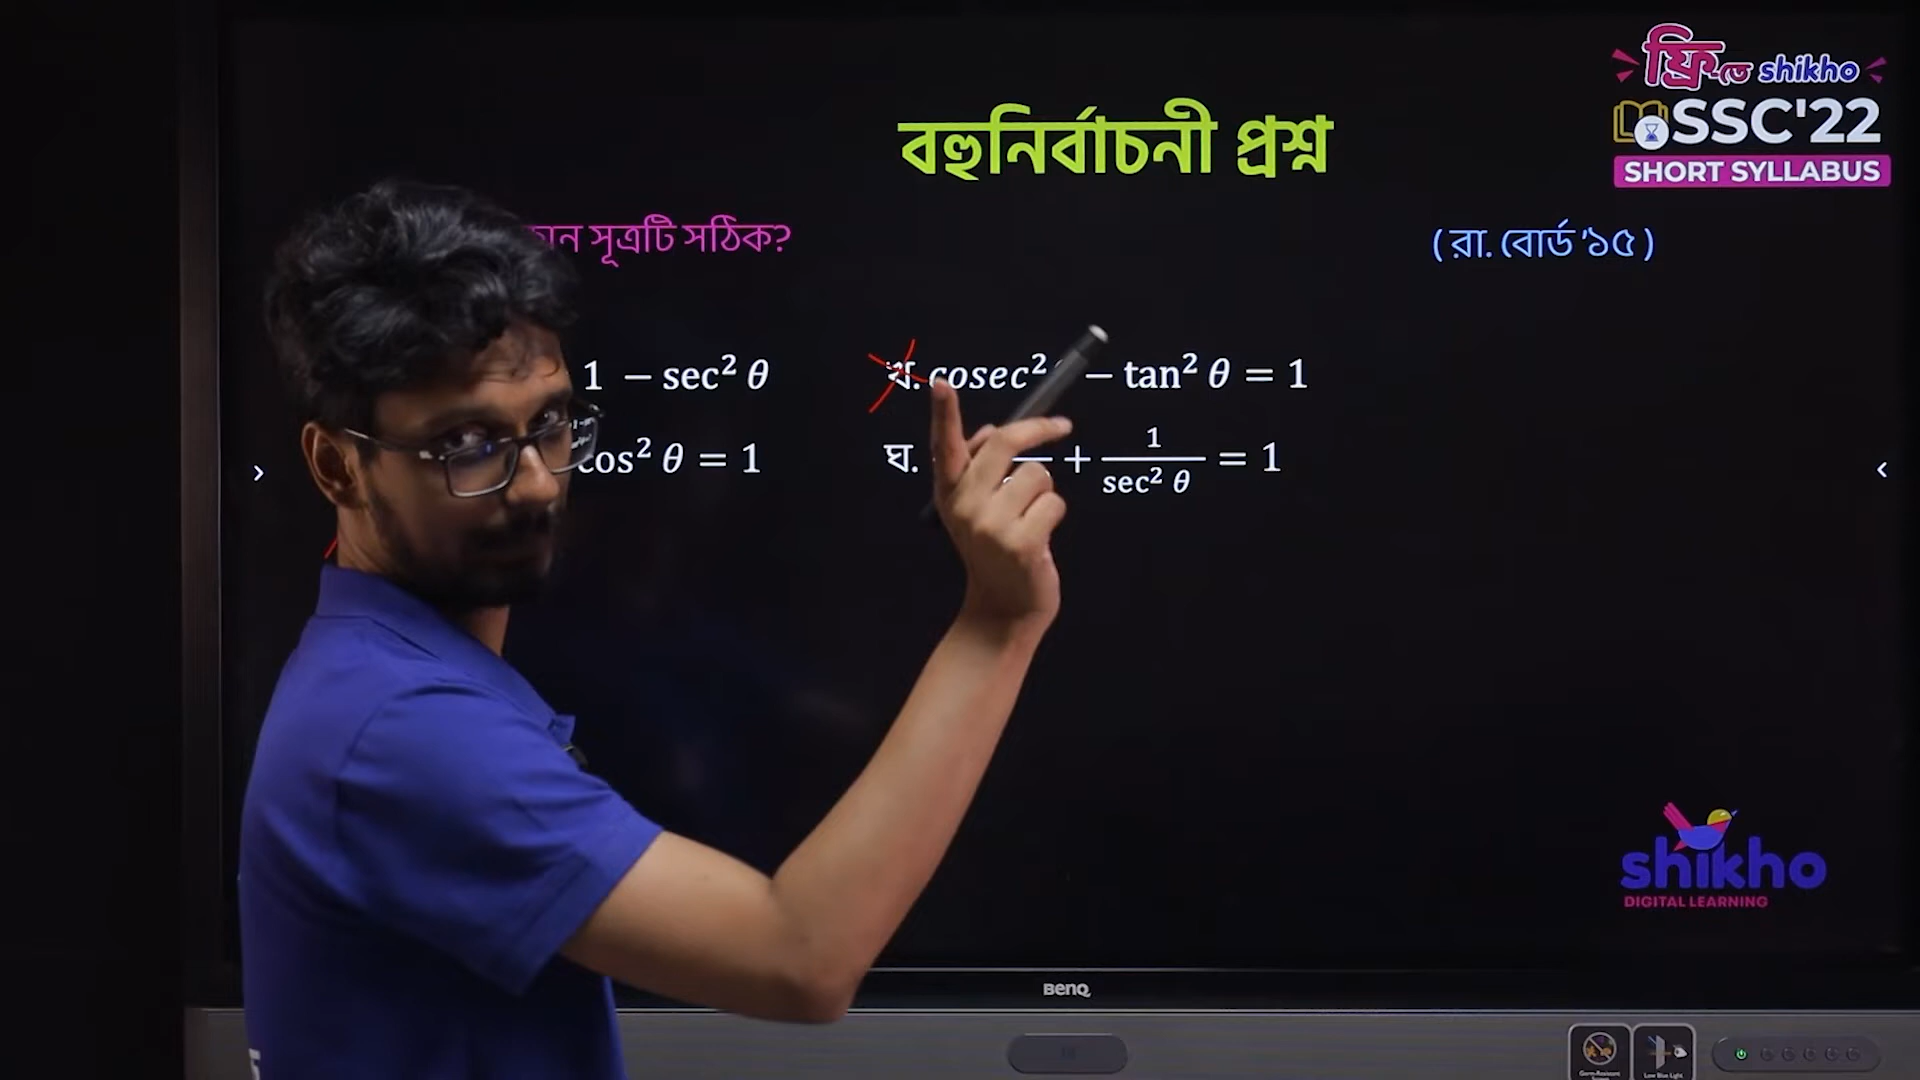 ফ্রি-তে shikho
SSC'22
SHORT SYLLABUS
বহুনির্বাচনী প্রশ্ন
সূত্রটি সঠিক?
( রা. বোর্ড '১৫ )
1 − sec² θ
খ. cosec² − tan² θ = 1
cos² θ = 1
ঘ. + 1/sec² θ = 1
shikho
DIGITAL LEARNING
BenQ